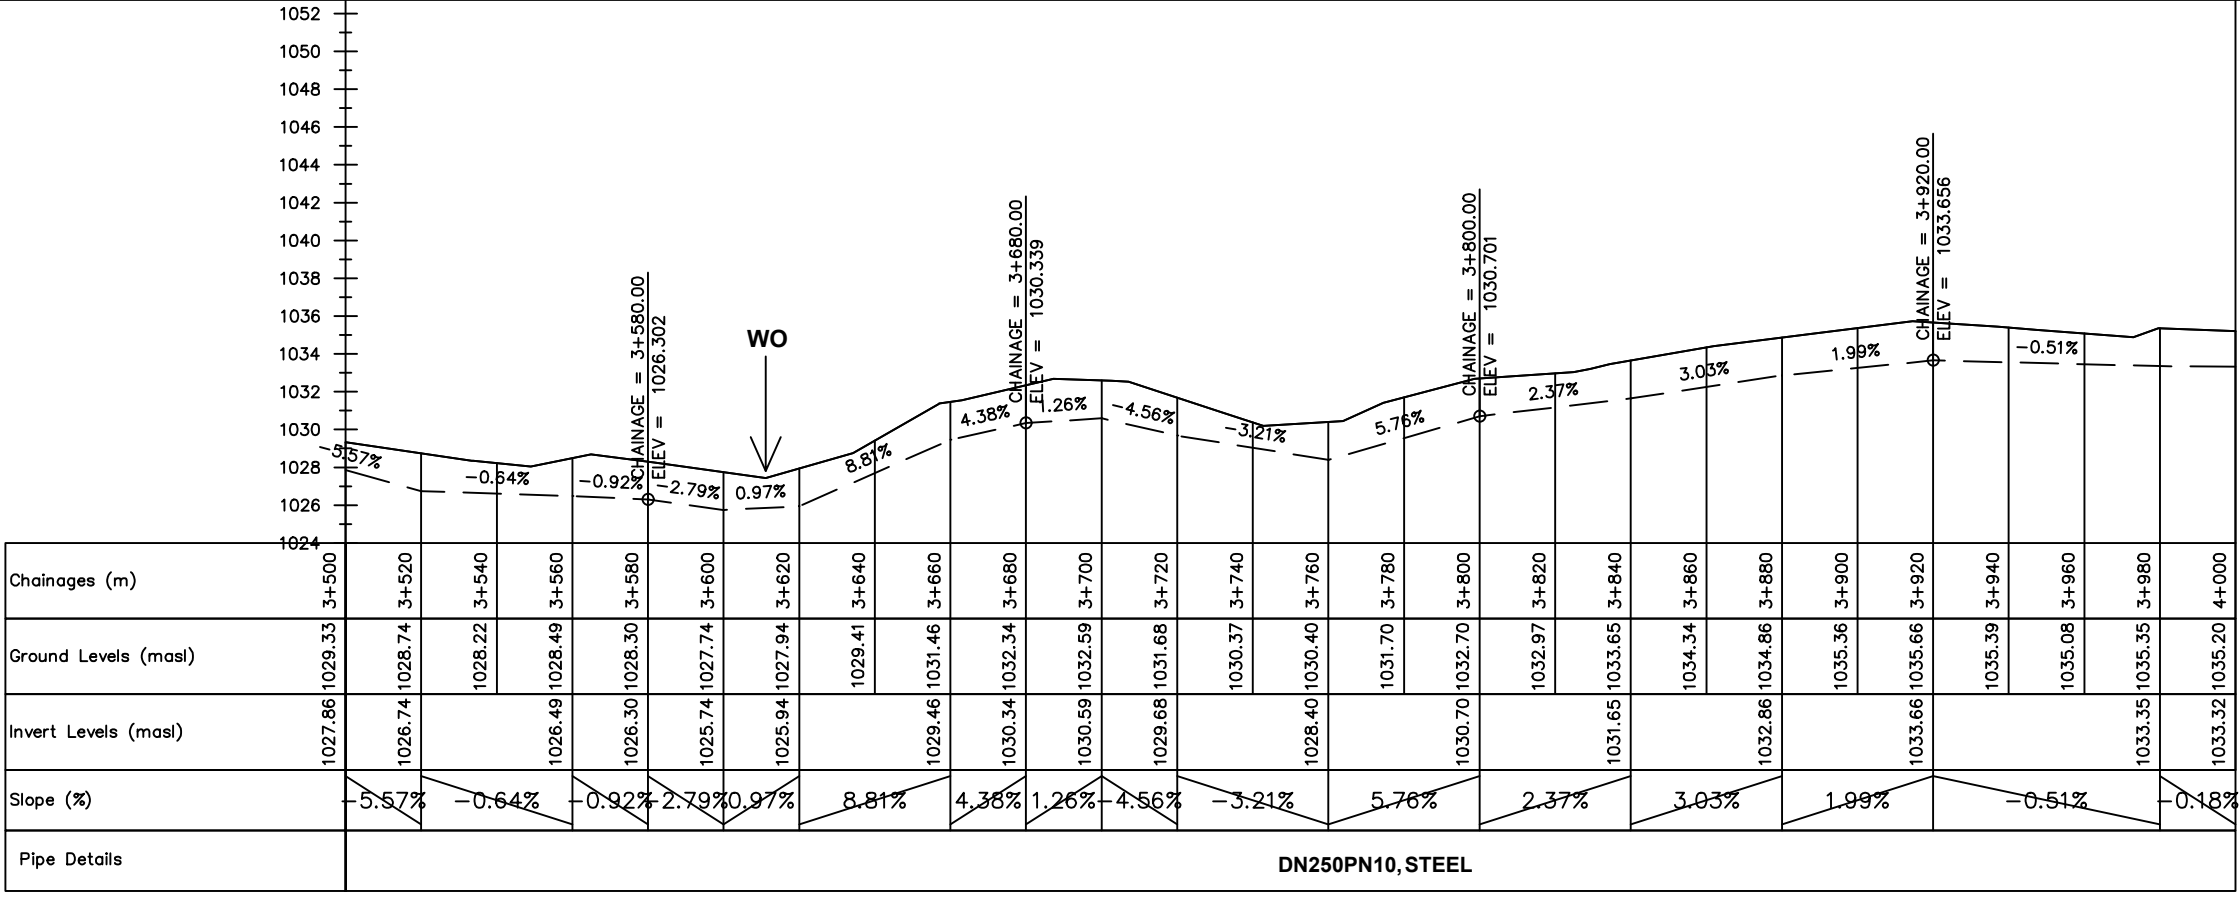 1052
1050
1048
1046
1044
1042
1040
1038
1036
1034
1032
1030
1028
1026
1024
CHAINAGE = 3+580.00
ELEV = 1026.302
WO
CHAINAGE = 3+680.00
ELEV = 1030.339
CHAINAGE = 3+800.00
ELEV = 1030.701
CHAINAGE = 3+920.00
ELEV = 1033.656
-5.57% -0.64% -0.92% -2.79% 0.97% 8.81% 4.38% 1.26% -4.56% -3.21% 5.76% 2.37% 3.03% 1.99% -0.51%
Chainages (m) 3+500 3+520 3+540 3+560 3+580 3+600 3+620 3+640 3+660 3+680 3+700 3+720 3+740 3+760 3+780 3+800 3+820 3+840 3+860 3+880 3+900 3+920 3+940 3+960 3+980 4+000
Ground Levels (masl) 1029.33 1028.74 1028.22 1028.49 1028.30 1027.74 1027.94 1029.41 1031.46 1032.34 1032.59 1031.68 1030.37 1030.40 1031.70 1032.70 1032.97 1033.65 1034.34 1034.86 1035.36 1035.66 1035.39 1035.08 1035.35 1035.20
Invert Levels (masl) 1027.86 1026.74 1026.49 1026.30 1025.74 1025.94 1029.46 1030.34 1030.59 1029.68 1028.40 1030.70 1031.65 1032.86 1033.66 1033.35 1033.32
Slope (%) -5.57% -0.64% -0.92% -2.79% 0.97% 8.81% 4.38% 1.26% -4.56% -3.21% 5.76% 2.37% 3.03% 1.99% -0.51% -0.18%
Pipe Details DN250PN10, STEEL